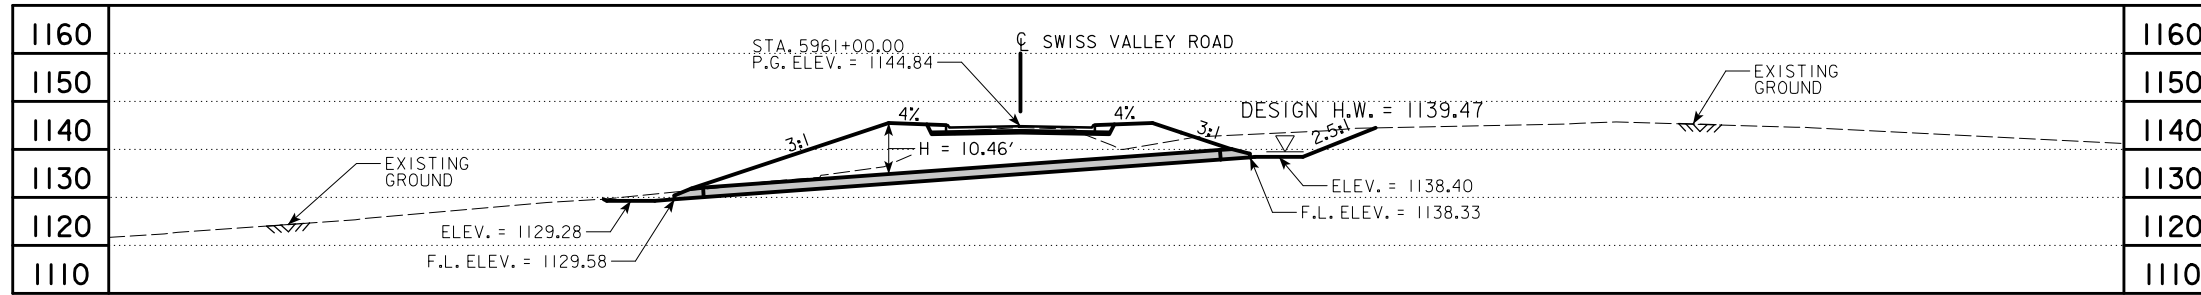 1160
1150
1140
1130
1120
1110
STA. 5961+00.00
P.G. ELEV. = 1144.84
℄ SWISS VALLEY ROAD
EXISTING
GROUND
4%
4%
DESIGN H.W. = 1139.47
3:1
3:1
2.5:1
H = 10.46'
EXISTING
GROUND
ELEV. = 1138.40
F.L. ELEV. = 1138.33
ELEV. = 1129.28
F.L. ELEV. = 1129.58
1160
1150
1140
1130
1120
1110